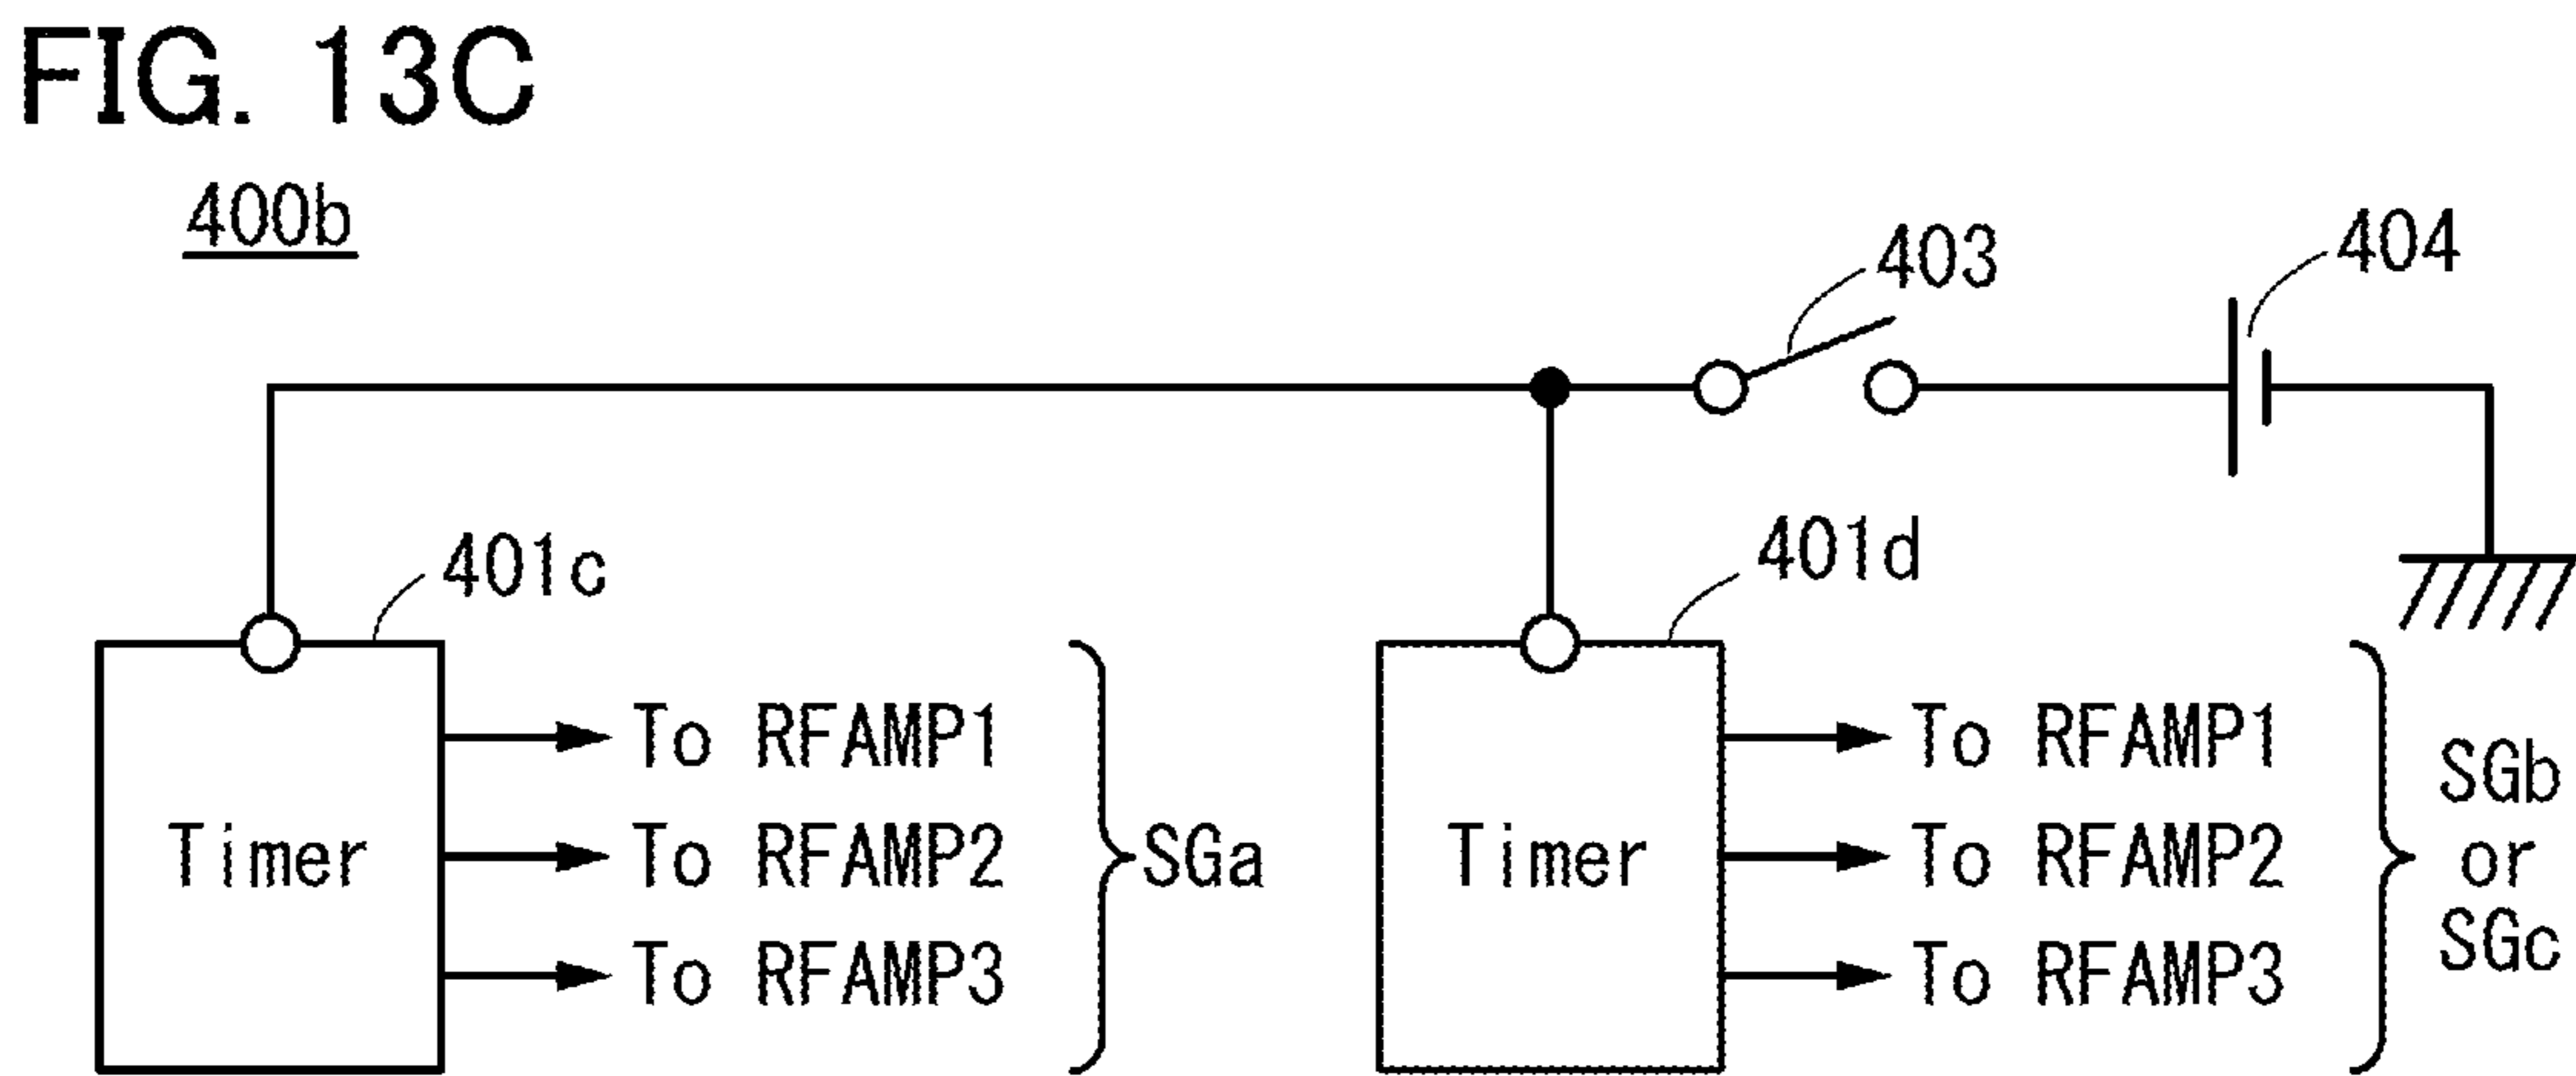 FIG. 13C
400b
403
404
401c
401d
Timer
To RFAMP1
To RFAMP2
To RFAMP3
SGa
Timer
To RFAMP1
To RFAMP2
To RFAMP3
SGb
or
SGc